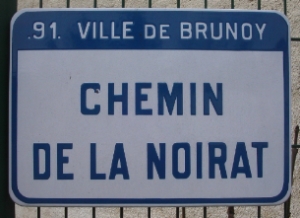 .91. VILLE DE BRUNOY
CHEMIN
DE LA NOIRAT